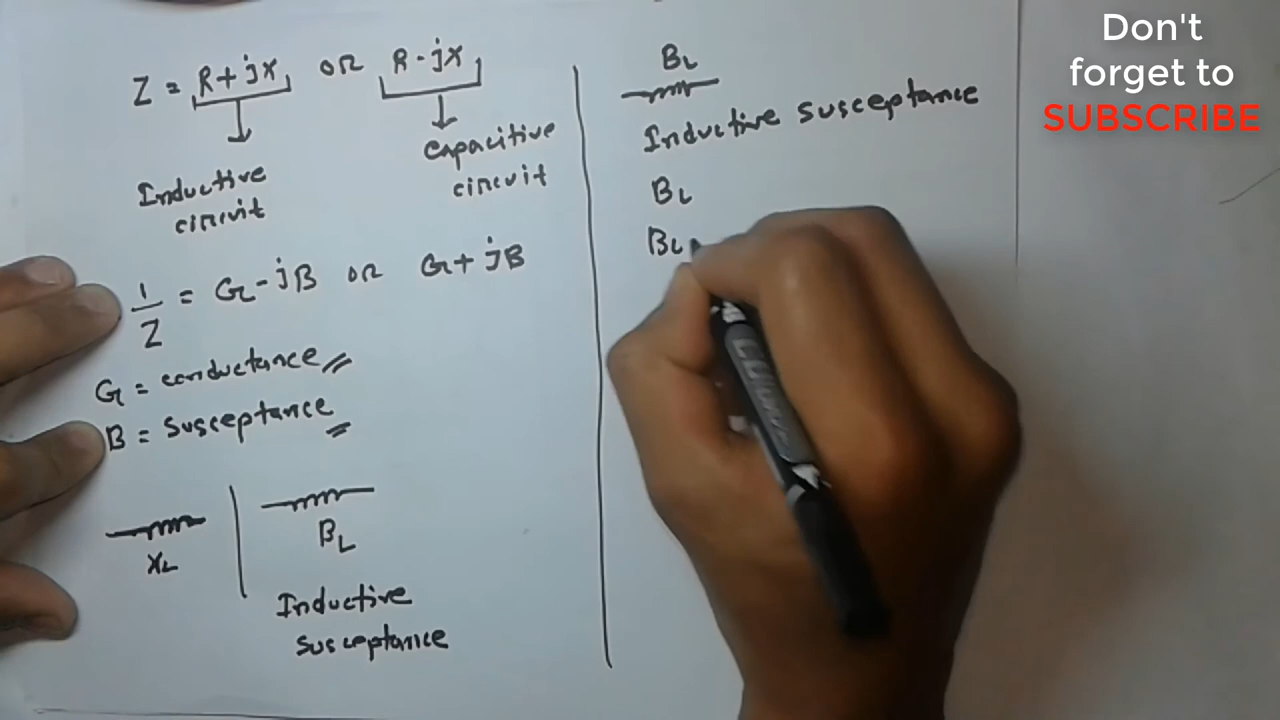 Z = R + jX or R - jX
Inductive circuit
capacitive circuit
1/Z = G - jB or G + jB
G = conductance
B = susceptance
XL
BL
Inductive
susceptance
BL
Inductive susceptance
BL
BL
Don't
forget to
SUBSCRIBE